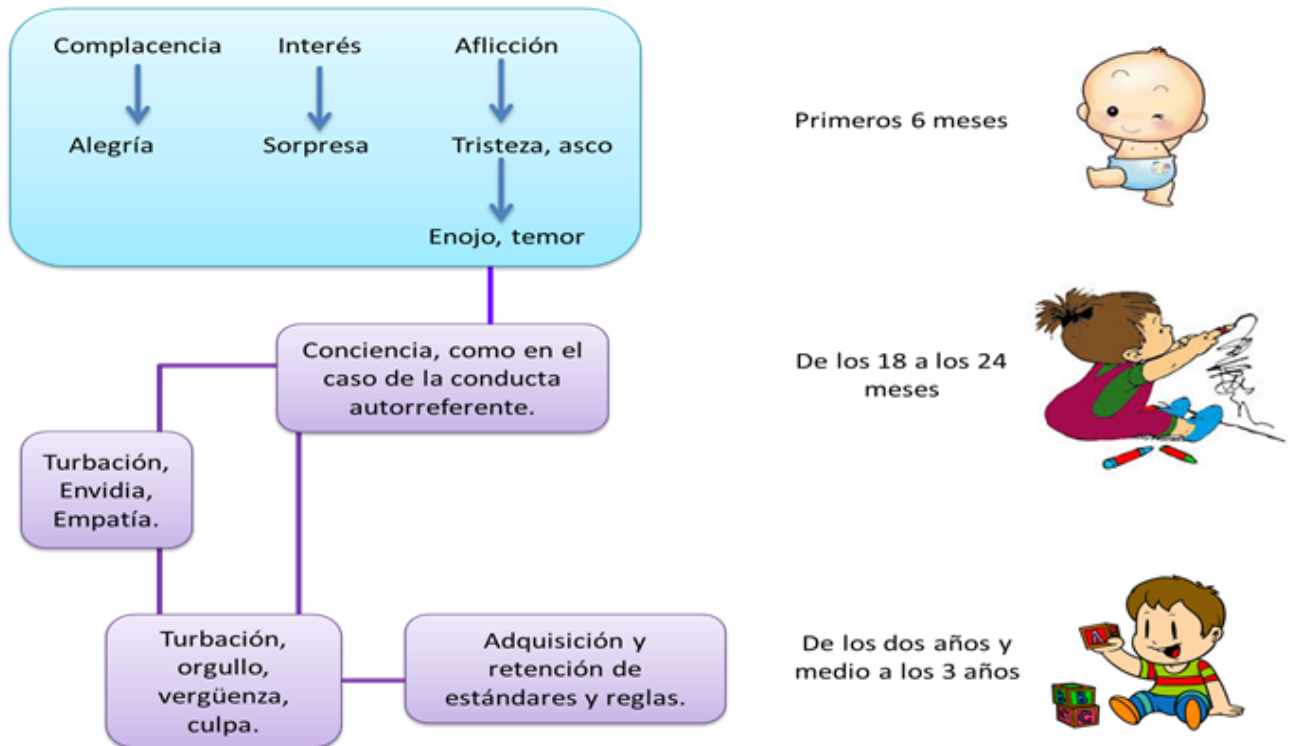 Complacencia
Interés
Aflicción
Alegría
Sorpresa
Tristeza, asco
Enojo, temor
Primeros 6 meses
Conciencia, como en el
caso de la conducta
autorreferente.
De los 18 a los 24
meses
Turbación,
Envidia,
Empatía.
Turbación,
orgullo,
vergüenza,
culpa.
Adquisición y
retención de
estándares y reglas.
De los dos años y
medio a los 3 años
A
B
C